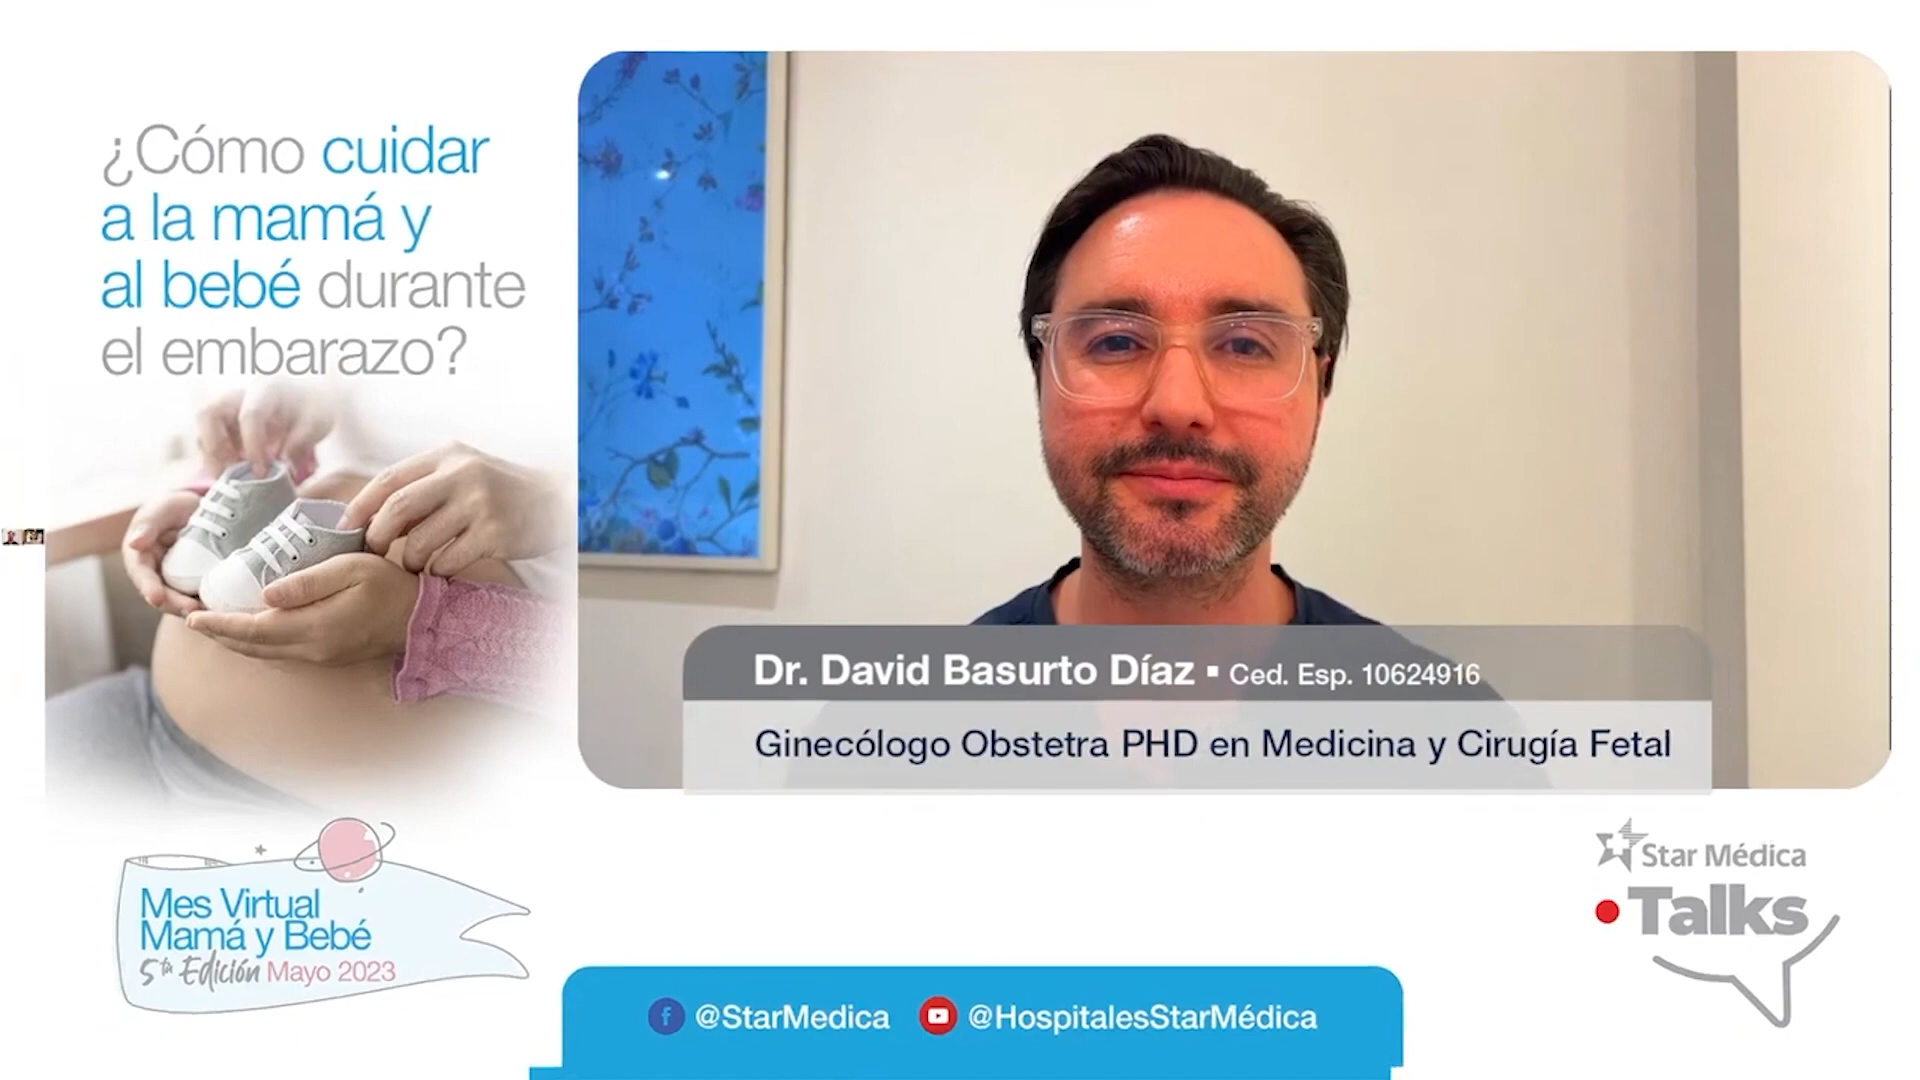 ¿Cómo cuidar
a la mamá y
al bebé durante
el embarazo?
Dr. David Basurto Díaz ▪ Ced. Esp. 10624916
Ginecólogo Obstetra PHD en Medicina y Cirugía Fetal
Mes Virtual
Mamá y Bebé
5ta Edición Mayo 2023
Star Médica
Talks
@StarMedica @HospitalesStarMédica